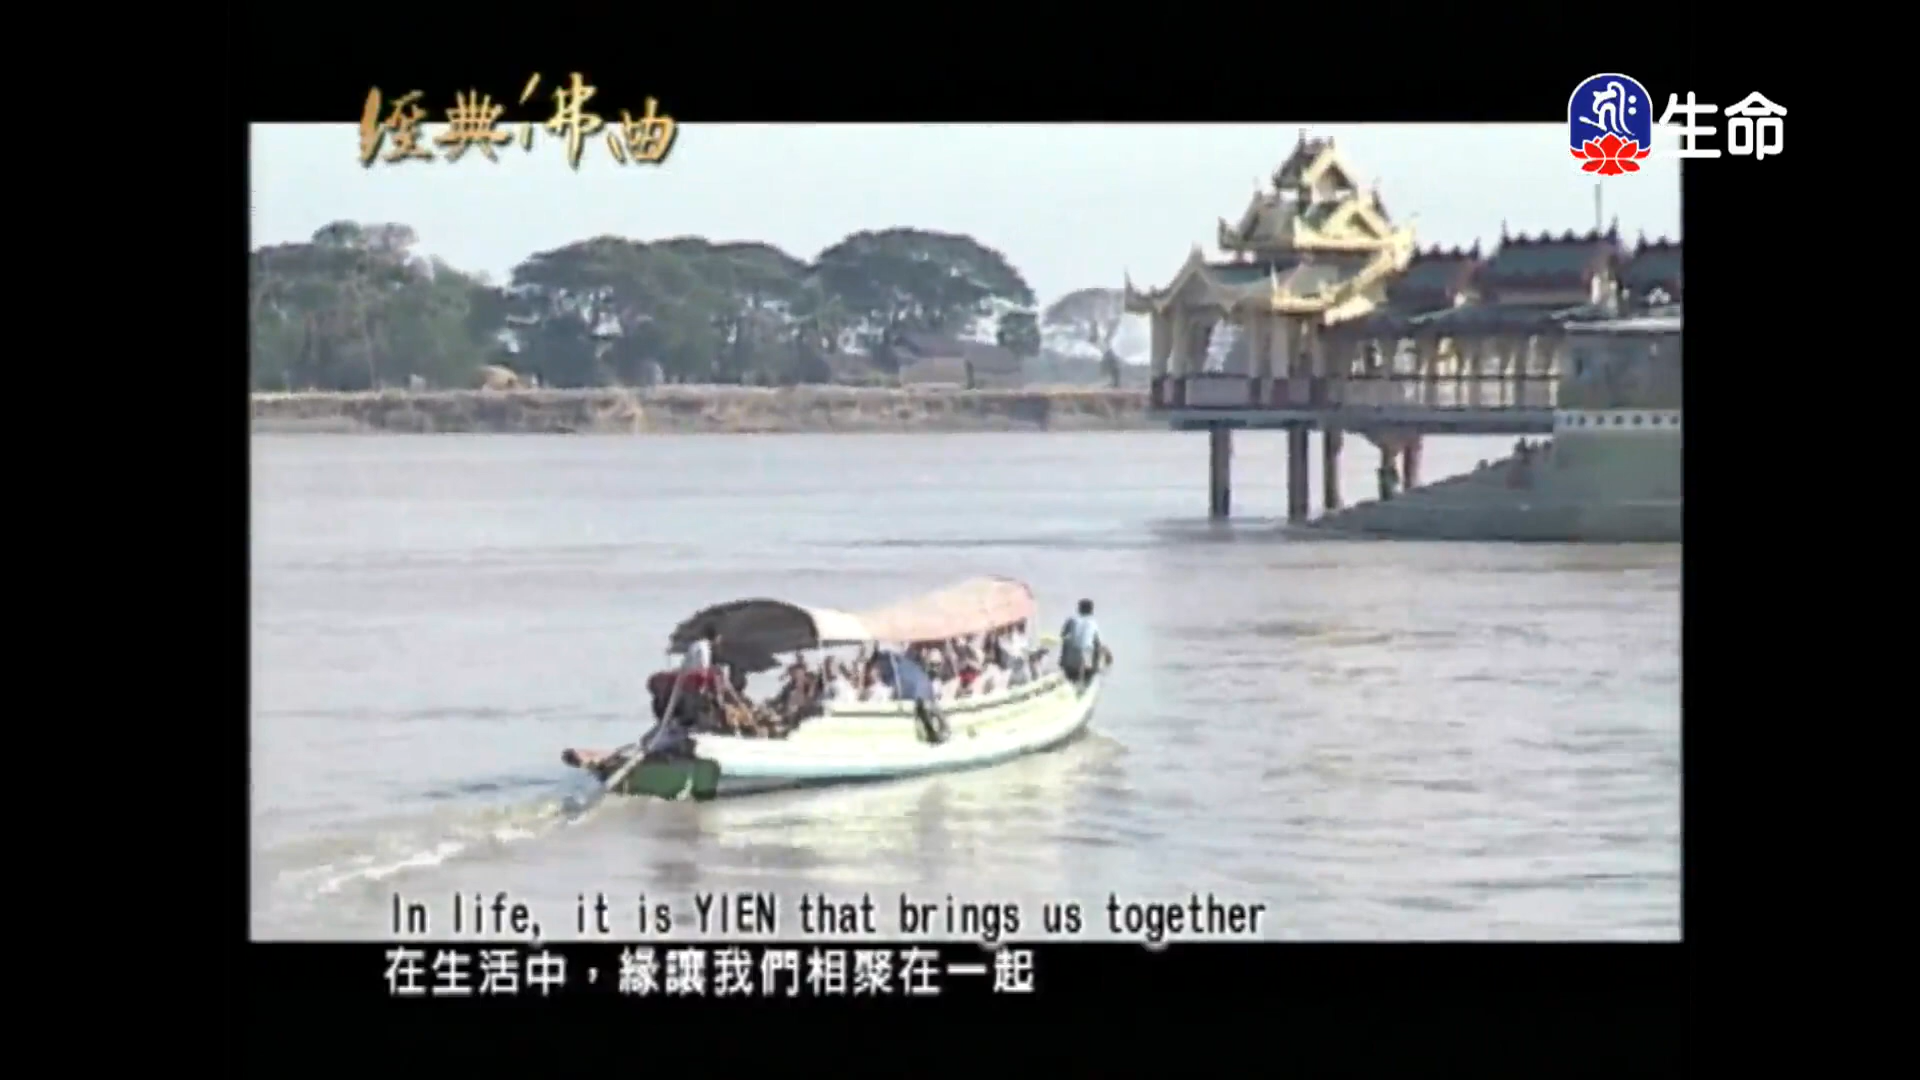 經典佛曲
生命
In life, it is YIEN that brings us together
在生活中，緣讓我們相聚在一起